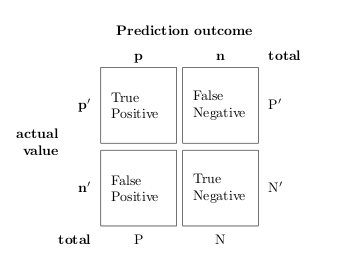 Prediction outcome
p n total
True
Positive
False
Negative
p′ P′
actual
value
False
Positive
True
Negative
n′ N′
total P N